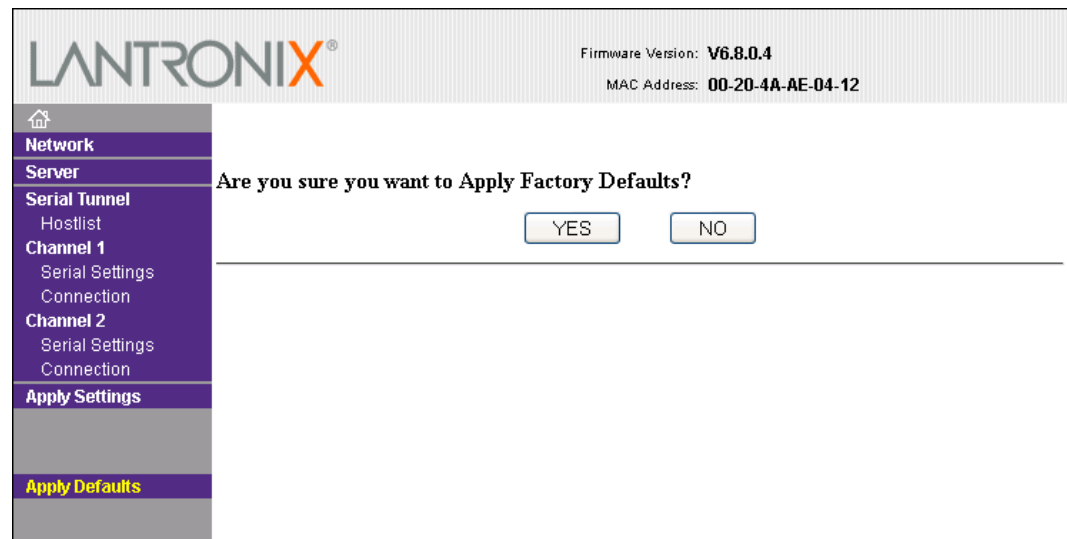 LANTRONIX®
Firmware Version: V6.8.0.4
MAC Address: 00-20-4A-AE-04-12
Network
Server
Serial Tunnel
Hostlist
Channel 1
Serial Settings
Connection
Channel 2
Serial Settings
Connection
Apply Settings
Apply Defaults
Are you sure you want to Apply Factory Defaults?
YES NO